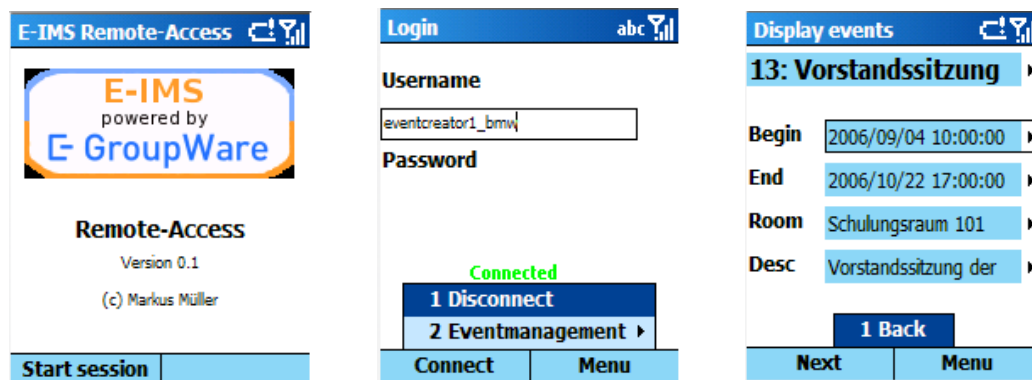 E-IMS Remote-Access
E-IMS
powered by
E-GroupWare
Remote-Access
Version 0.1
(c) Markus Müller
Start session
Login abc
Username
eventcreator1_bmw
Password
Connected
1 Disconnect
2 Eventmanagement
Connect Menu
Display events
13: Vorstandssitzung
Begin 2006/09/04 10:00:00
End 2006/10/22 17:00:00
Room Schulungsraum 101
Desc Vorstandssitzung der
1 Back
Next Menu